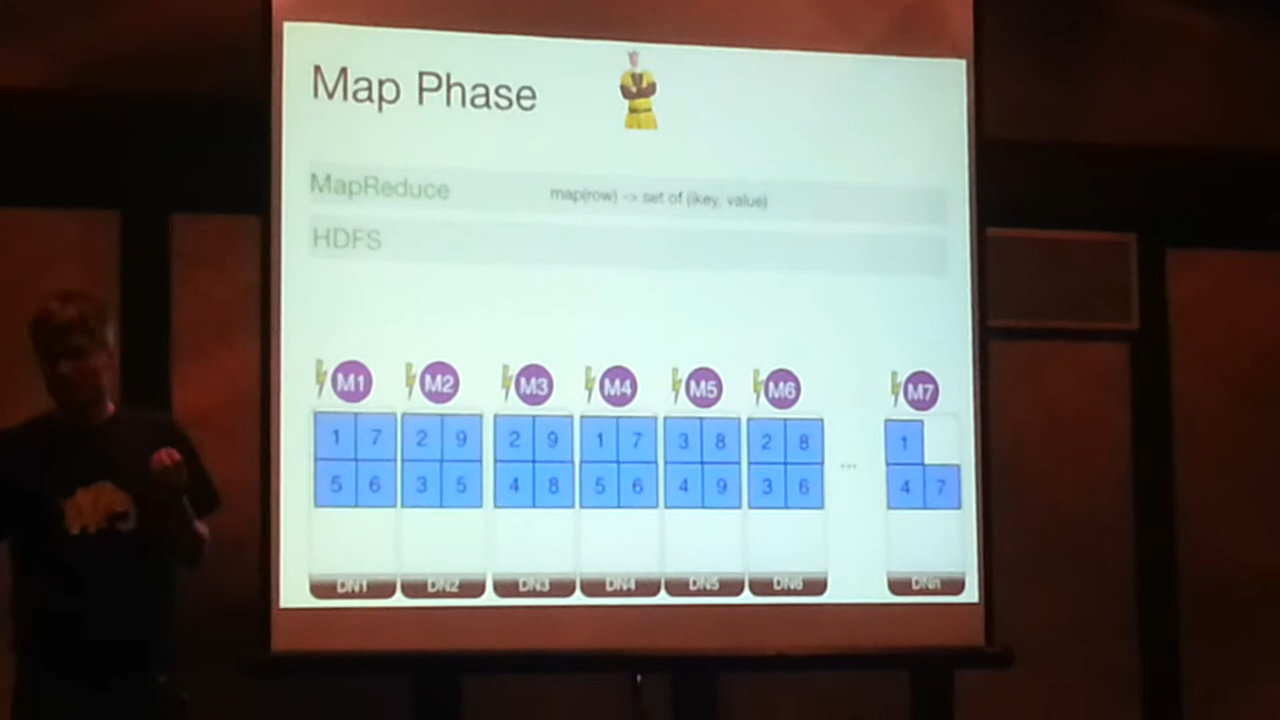 Map Phase
MapReduce map(row) -> set of (ikey, value)
HDFS
M1 M2 M3 M4 M5 M6 M7
1 7 2 9 2 9 1 7 3 8 2 8 1
...
5 6 3 5 4 8 5 6 4 9 3 6 4 7
DN1 DN2 DN3 DN4 DN5 DN6 DNn